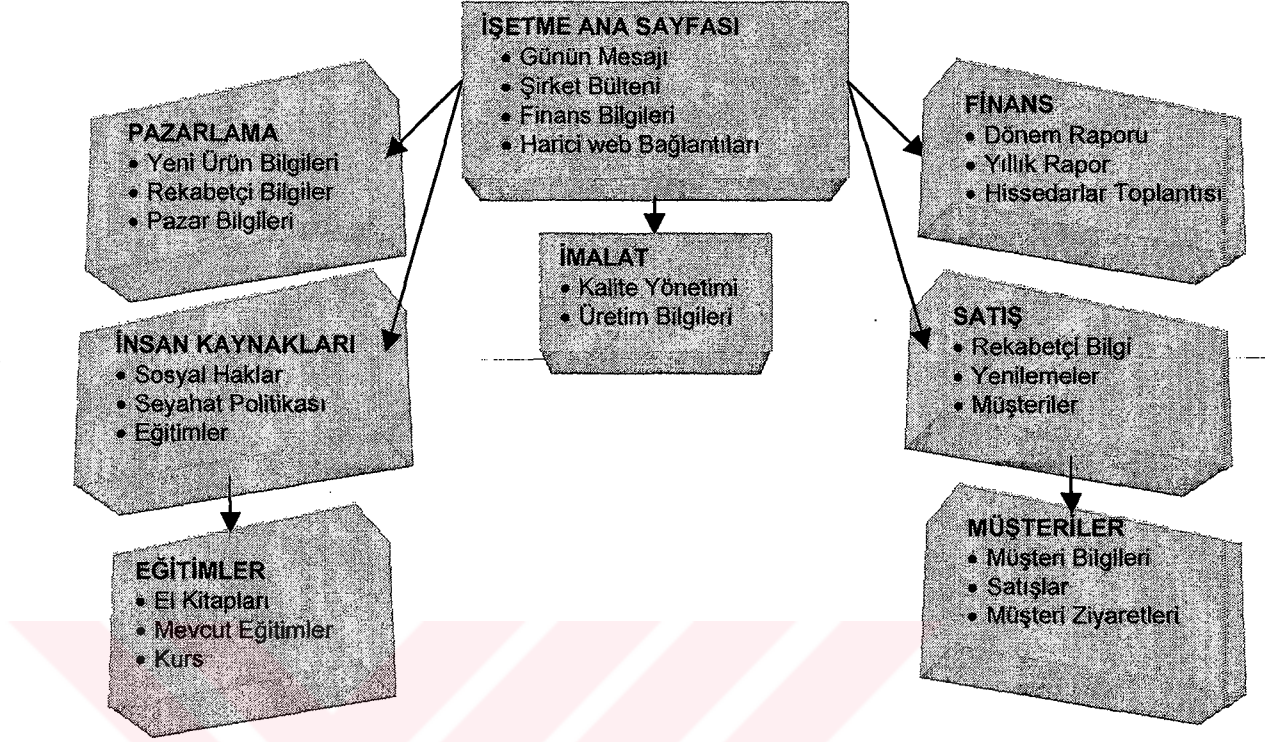 İŞETME ANA SAYFASI
• Günün Mesajı
• Şirket Bülteni
• Finans Bilgileri
• Harici web Bağlantıları
PAZARLAMA
• Yeni Ürün Bilgileri
• Rekabetçi Bilgiler
• Pazar Bilgileri
FİNANS
• Dönem Raporu
• Yıllık Rapor
• Hissedarlar Toplantısı
İMALAT
• Kalite Yönetimi
• Üretim Bilgileri
İNSAN KAYNAKLARI
• Sosyal Haklar
• Seyahat Politikası
• Eğitimler
SATIŞ
• Rekabetçi Bilgi
• Yenilemeler
• Müşteriler
EĞİTİMLER
• El Kitapları
• Mevcut Eğitimler
• Kurs
MÜŞTERİLER
• Müşteri Bilgileri
• Satışlar
• Müşteri Ziyaretleri